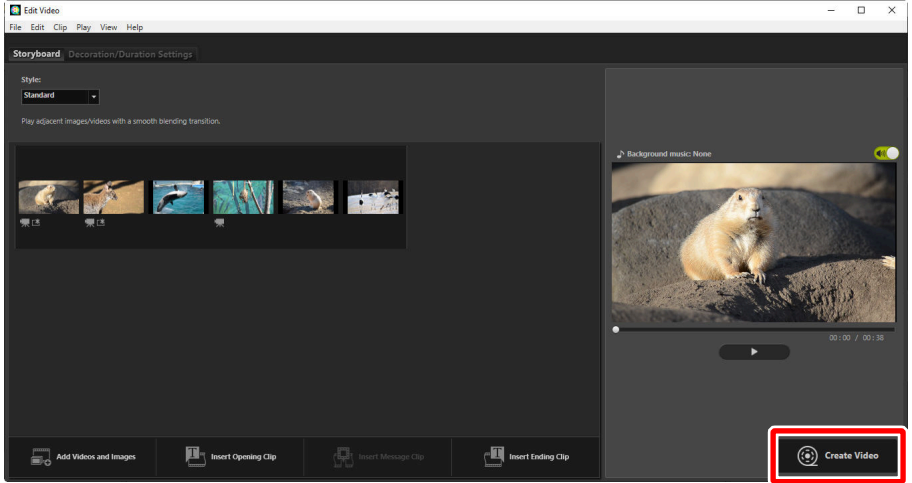 Edit Video
File Edit Clip Play View Help
Storyboard Decoration/Duration Settings
Style:
Standard
Play adjacent images/videos with a smooth blending transition.
Background music: None
00:00 / 00:38
Add Videos and Images Insert Opening Clip Insert Message Clip Insert Ending Clip Create Video